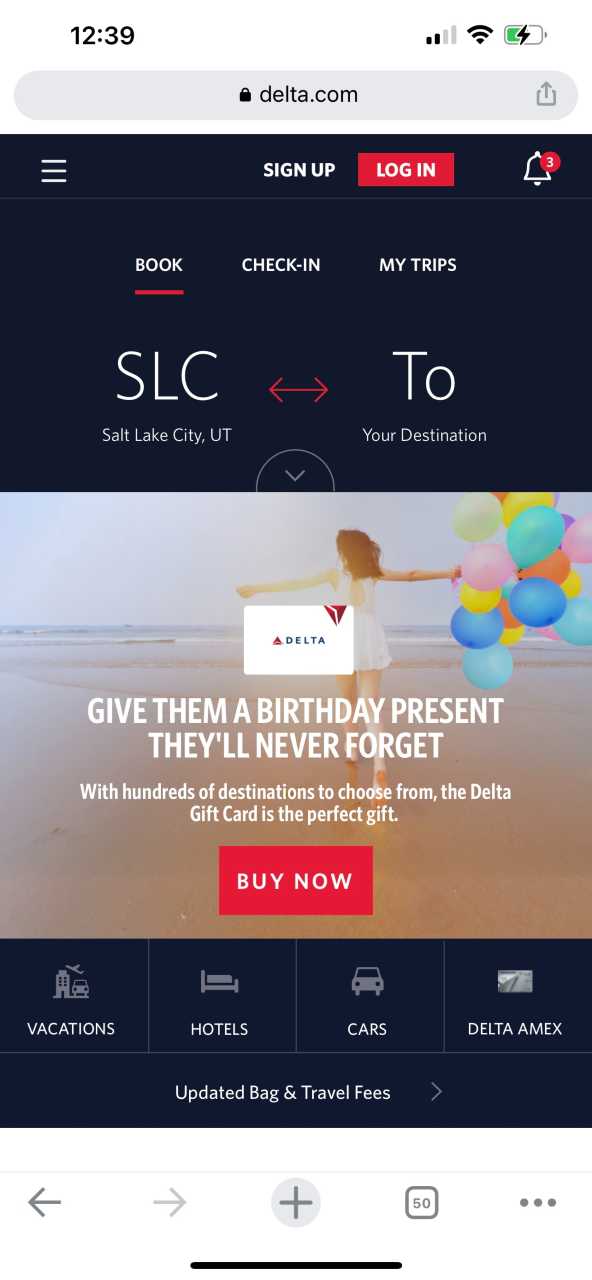 12:39
delta.com
SIGN UP
LOG IN
3
BOOK
CHECK-IN
MY TRIPS
SLC
To
Salt Lake City, UT
Your Destination
DELTA
GIVE THEM A BIRTHDAY PRESENT
THEY'LL NEVER FORGET
With hundreds of destinations to choose from, the Delta
Gift Card is the perfect gift.
BUY NOW
VACATIONS
HOTELS
CARS
DELTA AMEX
Updated Bag & Travel Fees
50